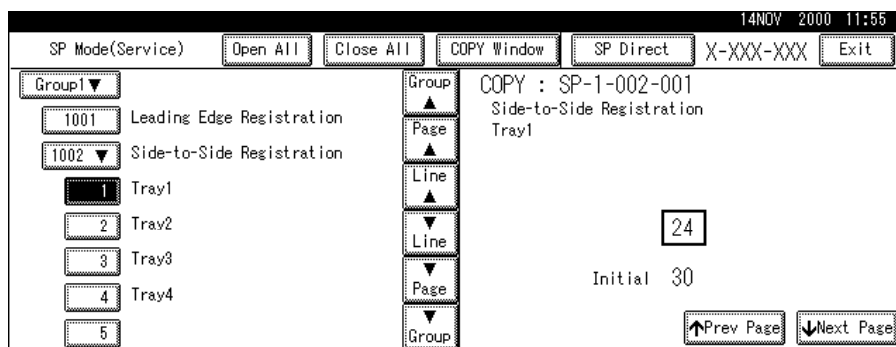 14NOV 2000 11:55
SP Mode(Service) Open All Close All COPY Window SP Direct X-XXX-XXX Exit
Group1▼
1001 Leading Edge Registration
1002 ▼ Side-to-Side Registration
1 Tray1
2 Tray2
3 Tray3
4 Tray4
5
Group
▲
Page
▲
Line
▲
▼
Line
▼
Page
▼
Group
COPY : SP-1-002-001
Side-to-Side Registration
Tray1
24
Initial 30
↑Prev Page ↓Next Page